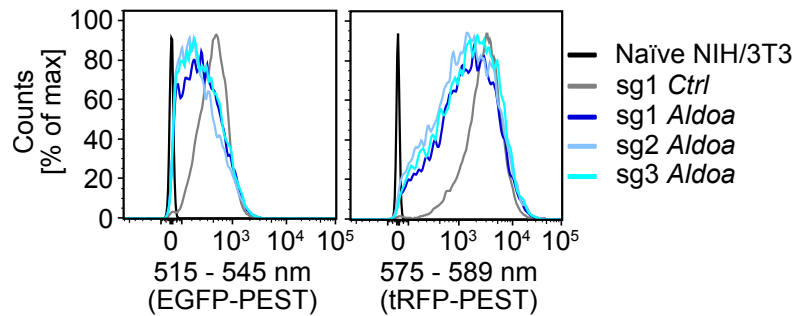 Counts
[% of max]
100
80
60
40
20
0
0 10³ 10⁴ 10⁵
515 - 545 nm
(EGFP-PEST)
0 10³ 10⁴ 10⁵
575 - 589 nm
(tRFP-PEST)
Naïve NIH/3T3
sg1 Ctrl
sg1 Aldoa
sg2 Aldoa
sg3 Aldoa